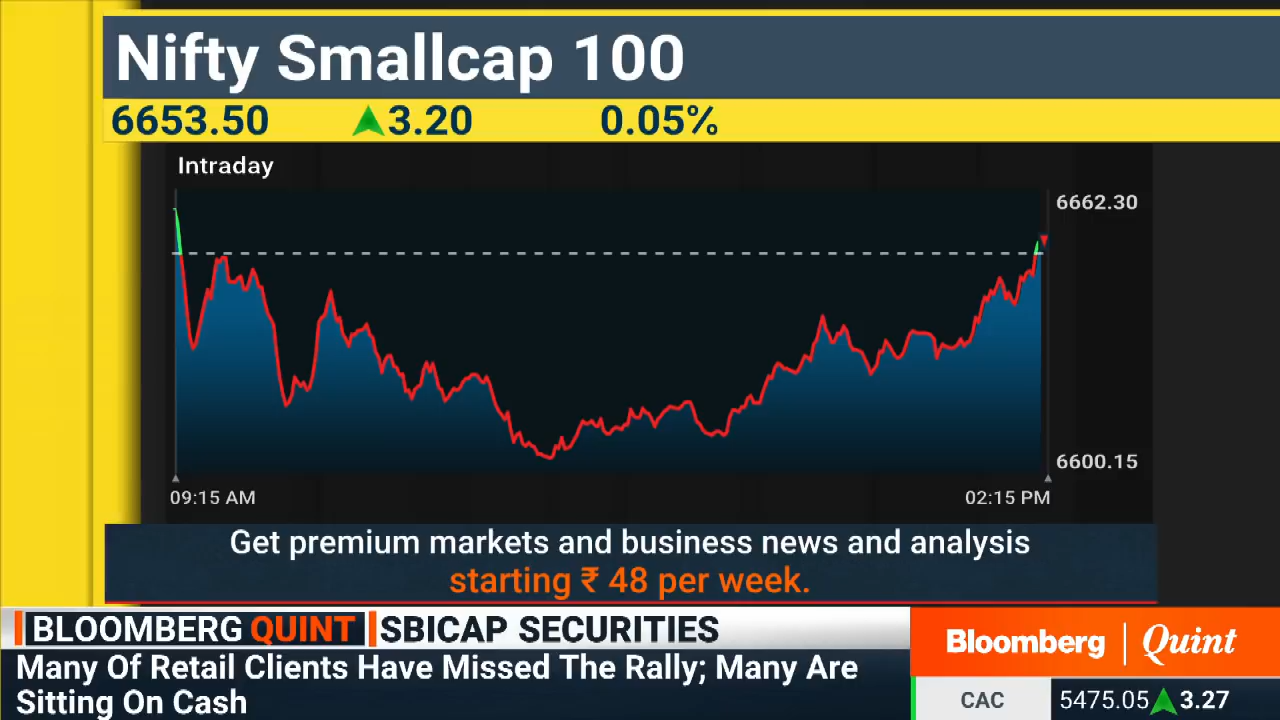 Nifty Smallcap 100
6653.50 ▲3.20 0.05%
Intraday
6662.30
6600.15
09:15 AM 02:15 PM
Get premium markets and business news and analysis
starting ₹ 48 per week.
BLOOMBERG QUINT SBICAP SECURITIES
Many Of Retail Clients Have Missed The Rally; Many Are
Sitting On Cash
Bloomberg | Quint
CAC 5475.05 ▲3.27